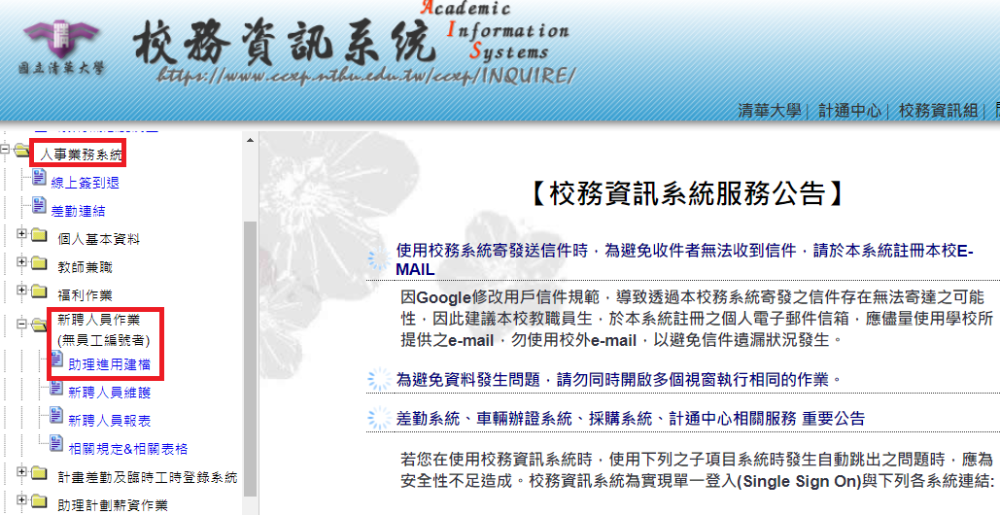 國立清華大學
校務資訊系統
Academic
Information
Systems
https://www.ccxp.nthu.edu.tw/ccxp/INQUIRE/
清華大學| 計通中心| 校務資訊組|
人事業務系統
線上簽到退
差勤連結
個人基本資料
教師兼職
福利作業
新聘人員作業
(無員工編號者)
助理進用建檔
新聘人員維護
新聘人員報表
相關規定&相關表格
計畫差勤及臨時工時登錄系統
助理計劃薪資作業
【校務資訊系統服務公告】
使用校務系統寄發送信件時，為避免收件者無法收到信件，請於本系統註冊本校E-
MAIL
因Google修改用戶信件規範，導致透過本校務系統寄發之信件存在無法寄達之可能
性，因此建議本校教職員生，於本系統註冊之個人電子郵件信箱，應儘量使用學校所
提供之e-mail，勿使用校外e-mail，以避免信件遺漏狀況發生。
為避免資料發生問題，請勿同時開啟多個視窗執行相同的作業。
差勤系統、車輛辦證系統、採購系統、計通中心相關服務 重要公告
若您在使用校務資訊系統時，使用下列之子項目系統時發生自動跳出之問題時，應為
安全性不足造成。校務資訊系統為實現單一登入(Single Sign On)與下列各系統連結: